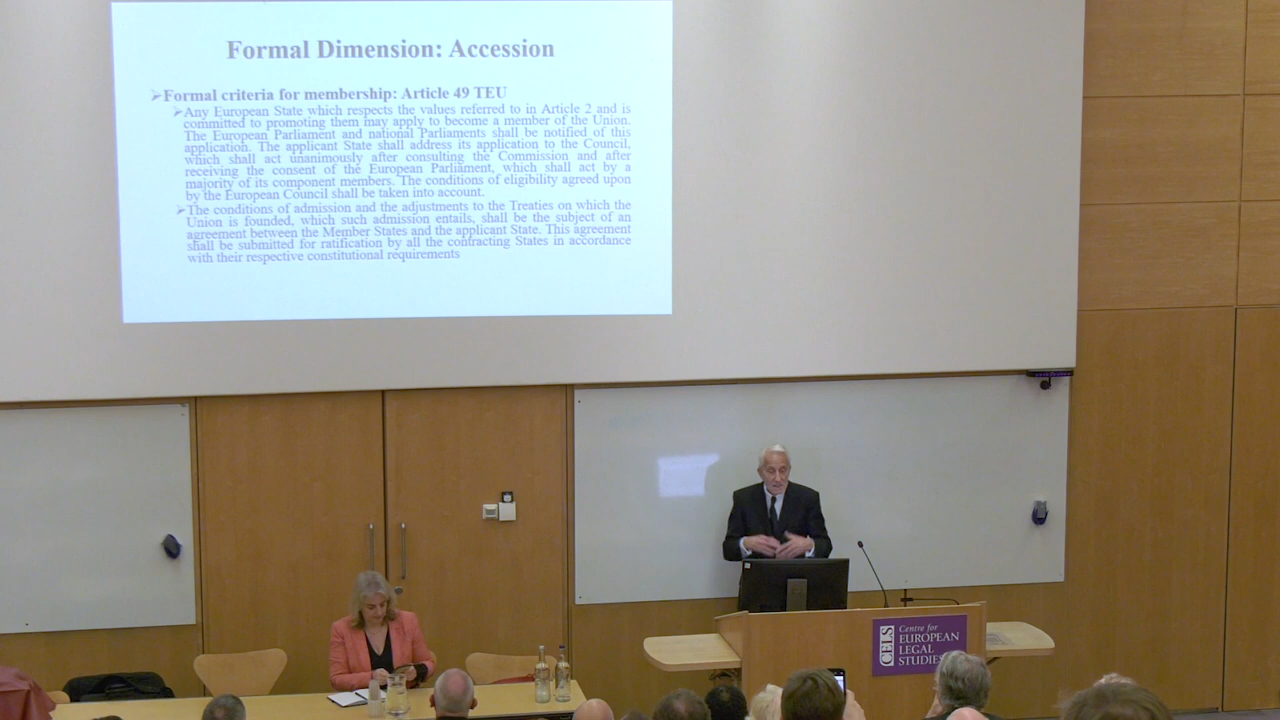 Formal Dimension: Accession
➢Formal criteria for membership: Article 49 TEU
➢Any European State which respects the values referred to in Article 2 and is
committed to promoting them may apply to become a member of the Union.
The European Parliament and national Parliaments shall be notified of this
application. The applicant State shall address its application to the Council,
which shall act unanimously after consulting the Commission and after
receiving the consent of the European Parliament, which shall act by a
majority of its component members. The conditions of eligibility agreed upon
by the European Council shall be taken into account.
➢The conditions of admission and the adjustments to the Treaties on which the
Union is founded, which such admission entails, shall be the subject of an
agreement between the Member States and the applicant State. This agreement
shall be submitted for ratification by all the contracting States in accordance
with their respective constitutional requirements
CELS
Centre for
EUROPEAN
LEGAL
STUDIES